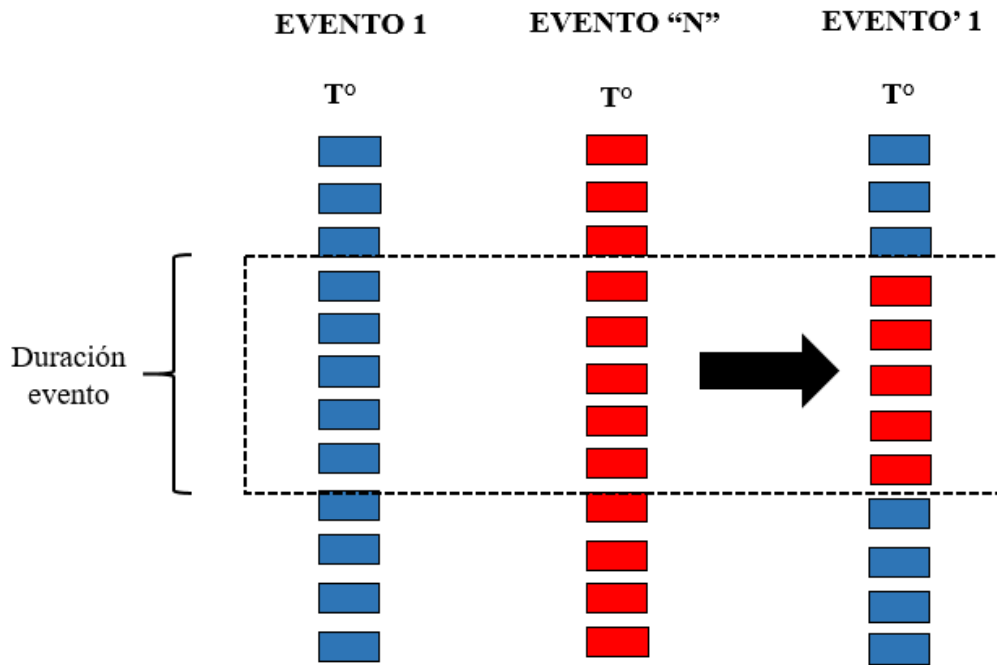 EVENTO 1
EVENTO “N”
EVENTO’ 1
T°
T°
T°
Duración
evento